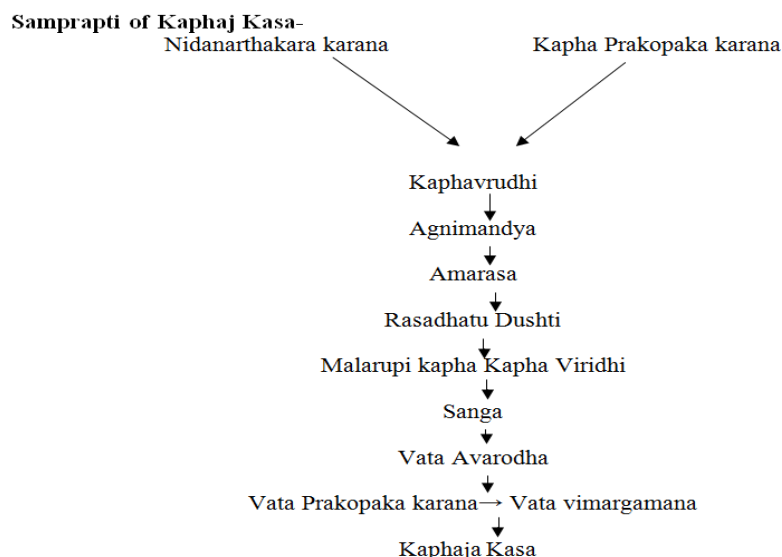 Samprapti of Kaphaj Kasa-
Nidanarthakara karana Kapha Prakopaka karana
Kaphavrudhi
Agnimandya
Amarasa
Rasadhatu Dushti
Malarupi kapha Kapha Viridhi
Sanga
Vata Avarodha
Vata Prakopaka karana→ Vata vimargamana
Kaphaja Kasa